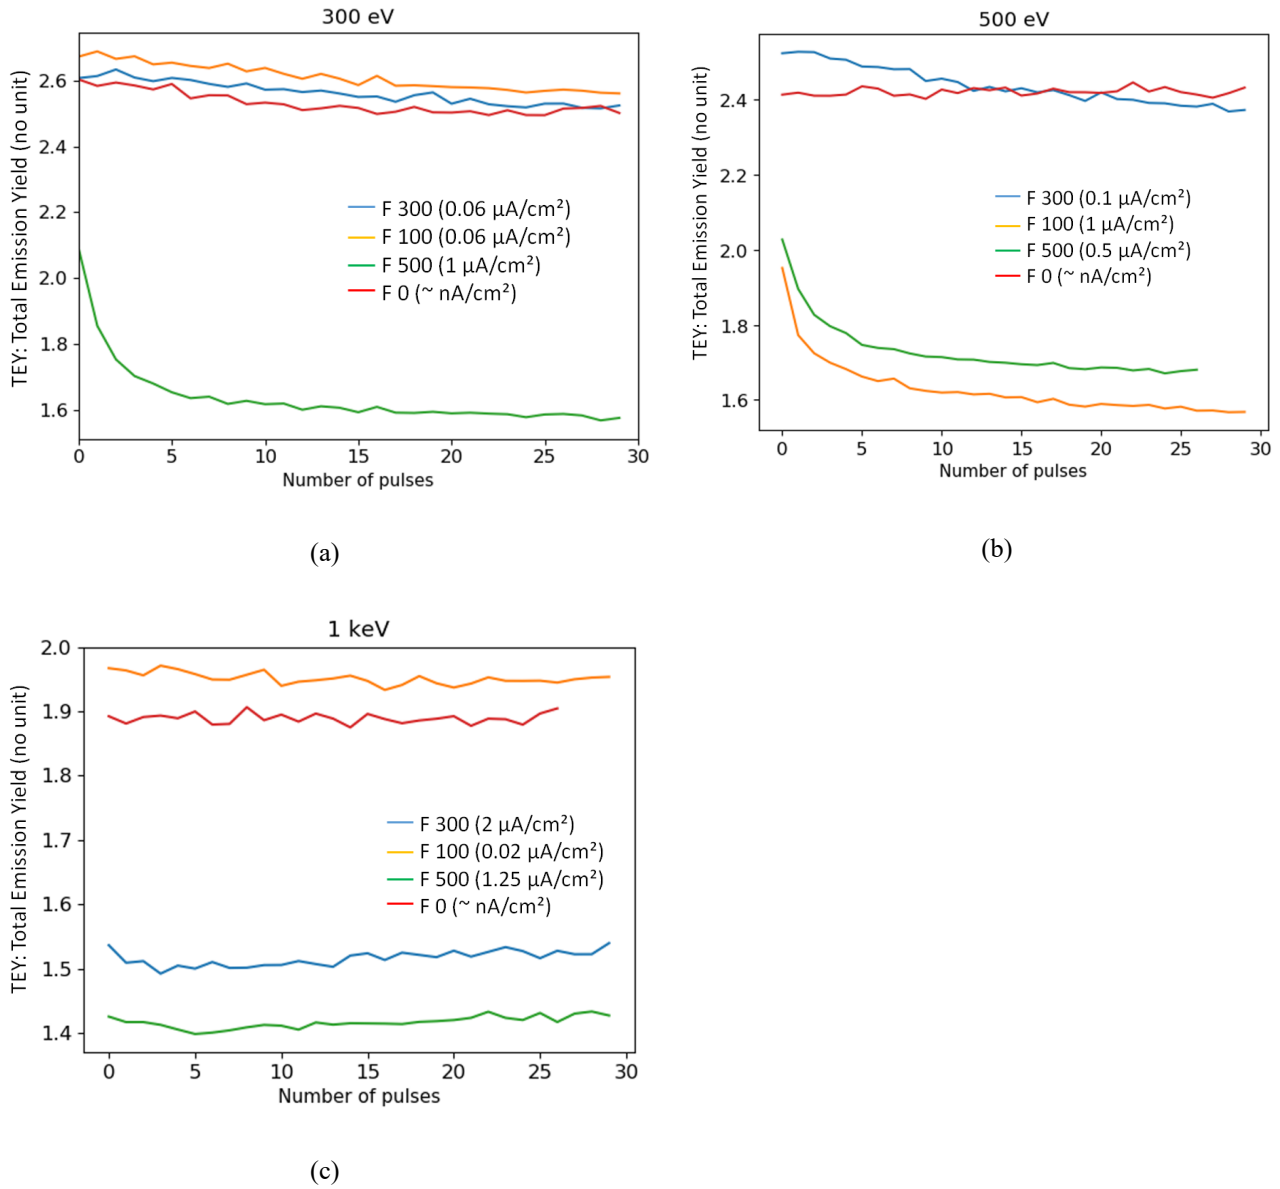 300 eV
TEY: Total Emission Yield (no unit)
2.6
2.4
2.2
2.0
1.8
1.6
F 300 (0.06 µA/cm²)
F 100 (0.06 µA/cm²)
F 500 (1 µA/cm²)
F 0 (~ nA/cm²)
0 5 10 15 20 25 30
Number of pulses
(a)
500 eV
TEY: Total Emission Yield (no unit)
2.4
2.2
2.0
1.8
1.6
F 300 (0.1 µA/cm²)
F 100 (1 µA/cm²)
F 500 (0.5 µA/cm²)
F 0 (~ nA/cm²)
0 5 10 15 20 25 30
Number of pulses
(b)
1 keV
TEY: Total Emission Yield (no unit)
2.0
1.9
1.8
1.7
1.6
1.5
1.4
F 300 (2 µA/cm²)
F 100 (0.02 µA/cm²)
F 500 (1.25 µA/cm²)
F 0 (~ nA/cm²)
0 5 10 15 20 25 30
Number of pulses
(c)